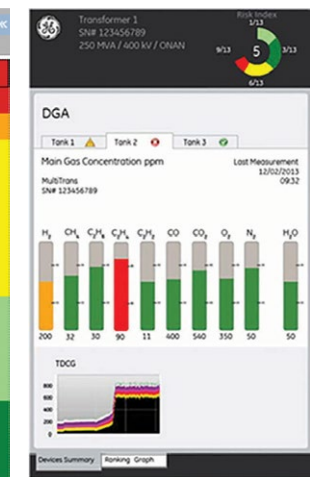 Transformer 1
SN# 123456789
250 MVA / 400 kV / ONAN
Risk Index
1/13
9/13
5
3/13
6/13
DGA
Tank 1
Tank 2
Tank 3
Main Gas Concentration ppm
Last Measurement
12/02/2013
09:32
MultiTrans
SN# 123456789
H₂ CH₄ C₂H₆ C₂H₄ C₂H₂ CO CO₂ O₂ N₂ H₂O
200 32 30 90 11 400 540 350 50 50
TDCG
800
600
400
200
0
Devices Summary
Ranking Graph